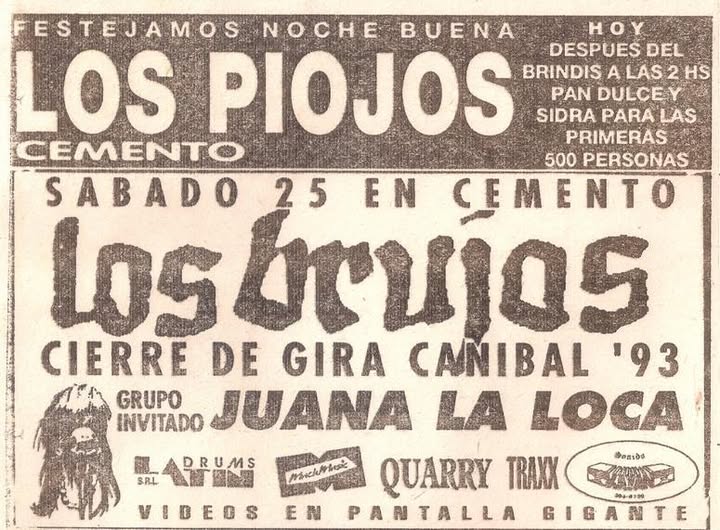 FESTEJAMOS NOCHE BUENA
LOS PIOJOS
CEMENTO
HOY
DESPUES DEL
BRINDIS A LAS 2 HS
PAN DULCE Y
SIDRA PARA LAS
PRIMERAS
500 PERSONAS
SABADO 25 EN CEMENTO
los brujos
CIERRE DE GIRA CANIBAL '93
GRUPO
INVITADO
JUANA LA LOCA
DRUMS
LATIN
S.R.L
MuchMusic
QUARRY
TRAXX
Sonido
VIDEOS EN PANTALLA GIGANTE